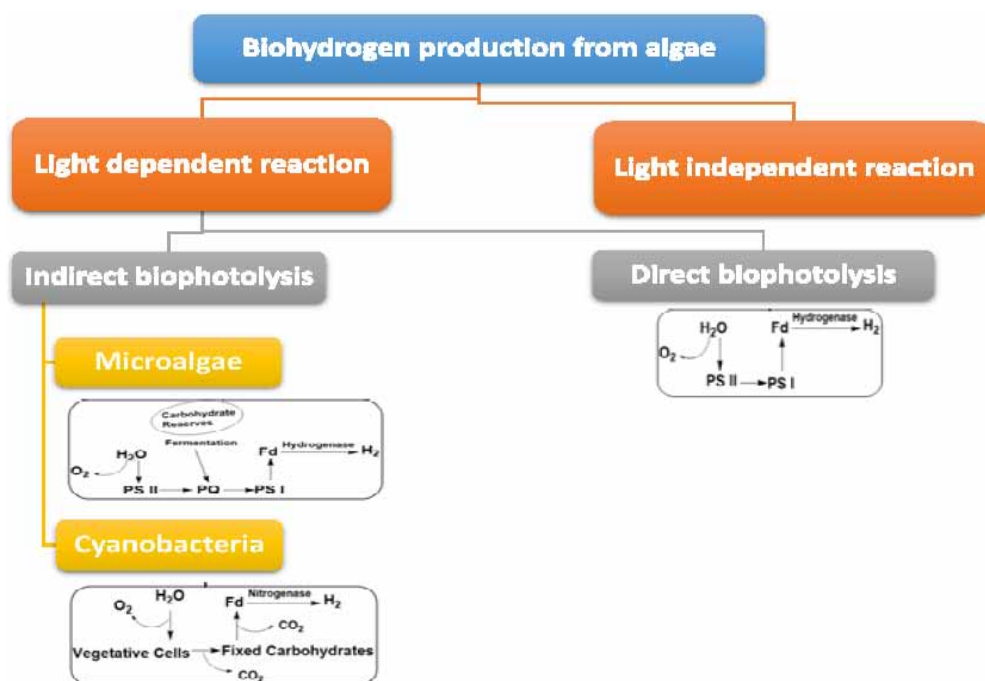 Biohydrogen production from algae
Light dependent reaction
Light independent reaction
Indirect biophotolysis
Direct biophotolysis
H₂O
Fd
Hydrogenase
H₂
O₂
PS II
PS I
Microalgae
Carbohydrate
Reserves
Fermentation
H₂O
Fd
Hydrogenase
H₂
O₂
PS II
PQ
PS I
Cyanobacteria
O₂
H₂O
Fd
Nitrogenase
H₂
CO₂
Vegetative Cells
Fixed Carbohydrates
CO₂